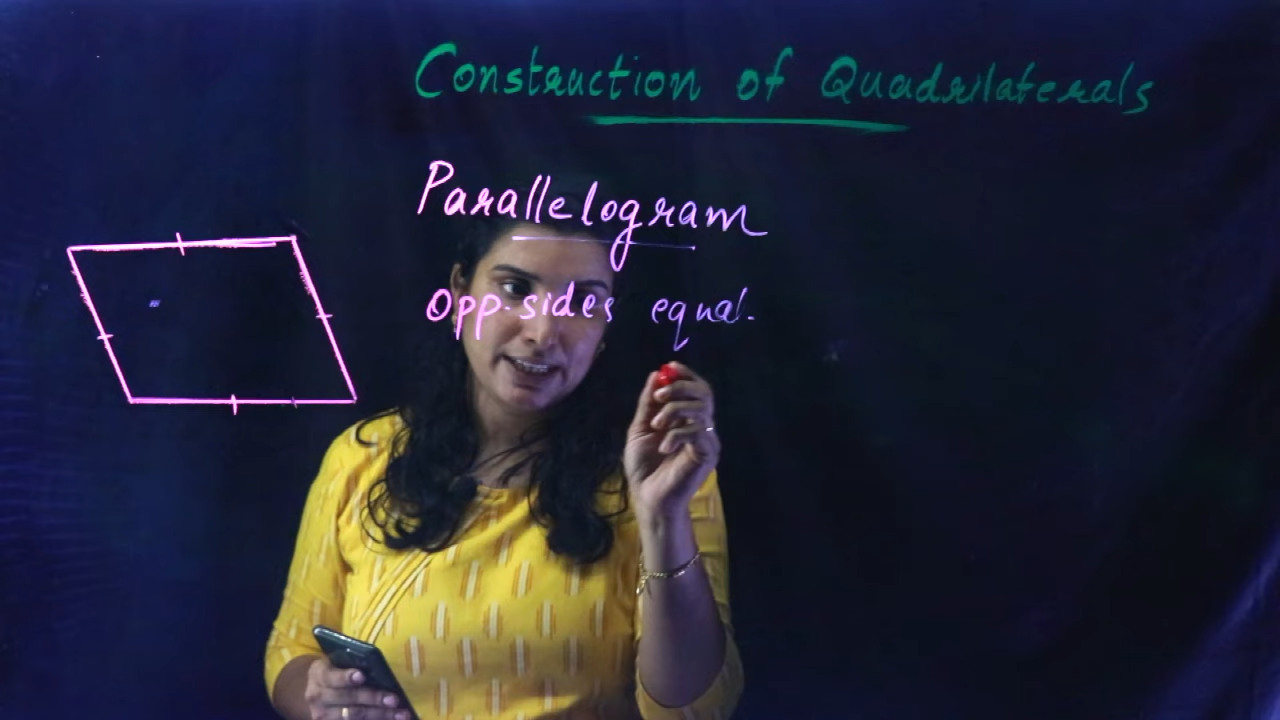 Construction of Quadrilaterals
Parallelogram
Opp. sides equal.